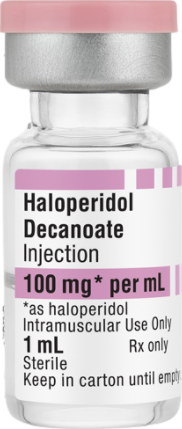 Haloperidol
Decanoate
Injection
100 mg* per mL
*as haloperidol
Intramuscular Use Only
1 mL Rx only
Sterile
Keep in carton until empty